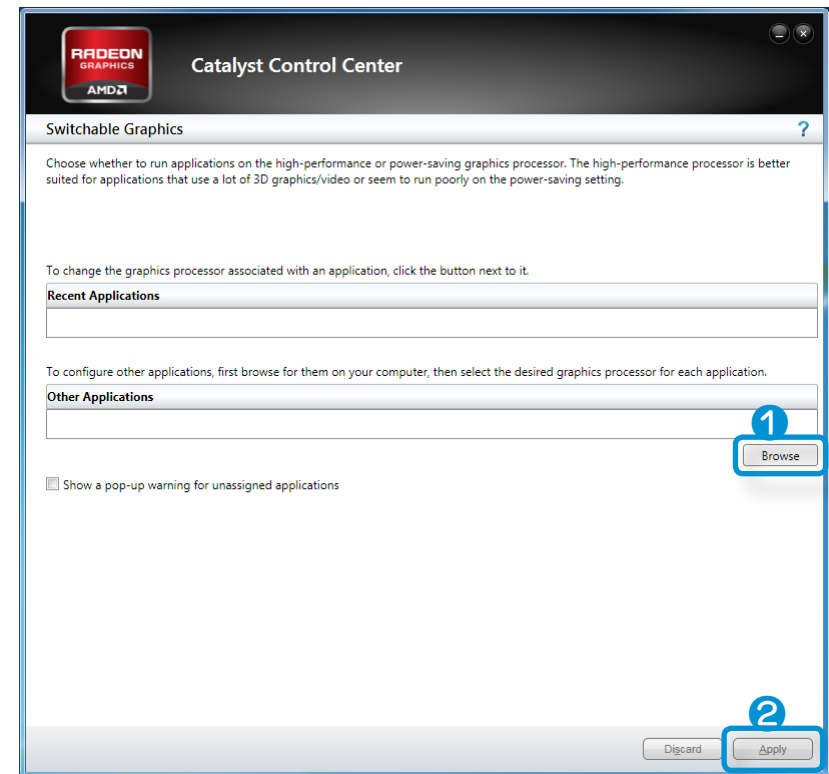 RADEON
GRAPHICS
AMD
Catalyst Control Center
Switchable Graphics
?
Choose whether to run applications on the high-performance or power-saving graphics processor. The high-performance processor is better
suited for applications that use a lot of 3D graphics/video or seem to run poorly on the power-saving setting.
To change the graphics processor associated with an application, click the button next to it.
Recent Applications
To configure other applications, first browse for them on your computer, then select the desired graphics processor for each application.
Other Applications
1
Browse
Show a pop-up warning for unassigned applications
2
Discard
Apply